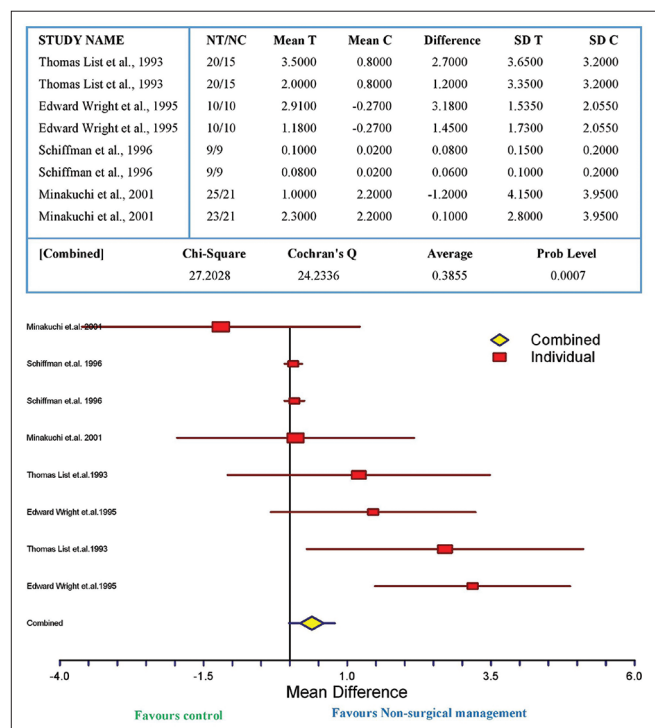 STUDY NAME NT/NC Mean T Mean C Difference SD T SD C
Thomas List et al., 1993 20/15 3.5000 0.8000 2.7000 3.6500 3.2000
Thomas List et al., 1993 20/15 2.0000 0.8000 1.2000 3.3500 3.2000
Edward Wright et al., 1995 10/10 2.9100 -0.2700 3.1800 1.5350 2.0550
Edward Wright et al., 1995 10/10 1.1800 -0.2700 1.4500 1.7300 2.0550
Schiffman et al., 1996 9/9 0.1000 0.0200 0.0800 0.1500 0.2000
Schiffman et al., 1996 9/9 0.0800 0.0200 0.0600 0.1000 0.2000
Minakuchi et al., 2001 25/21 1.0000 2.2000 -1.2000 4.1500 3.9500
Minakuchi et al., 2001 23/21 2.3000 2.2000 0.1000 2.8000 3.9500
[Combined] Chi-Square Cochran's Q Average Prob Level
27.2028 24.2336 0.3855 0.0007
Minakuchi et.al. 2001
Combined
Individual
Schiffman et.al. 1996
Schiffman et.al. 1996
Minakuchi et.al. 2001
Thomas List et.al.1993
Edward Wright et.al.1995
Thomas List et.al.1993
Edward Wright et.al.1995
Combined
-4.0 -1.5 1.0 3.5 6.0
Mean Difference
Favours control Favours Non-surgical management